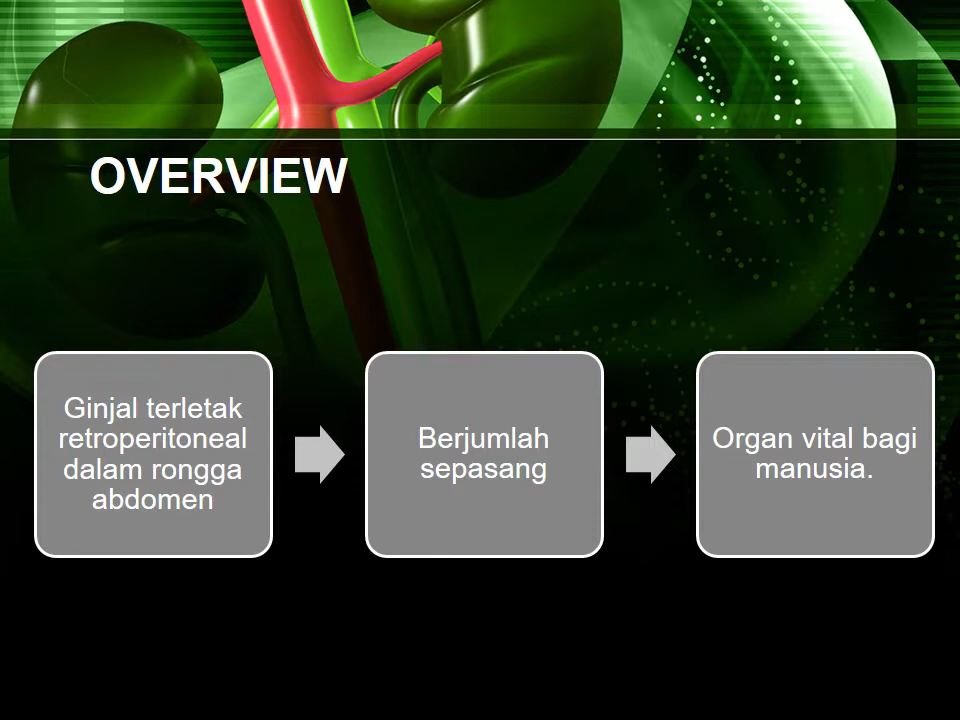 OVERVIEW
Ginjal terletak
retroperitoneal
dalam rongga
abdomen
Berjumlah
sepasang
Organ vital bagi
manusia.